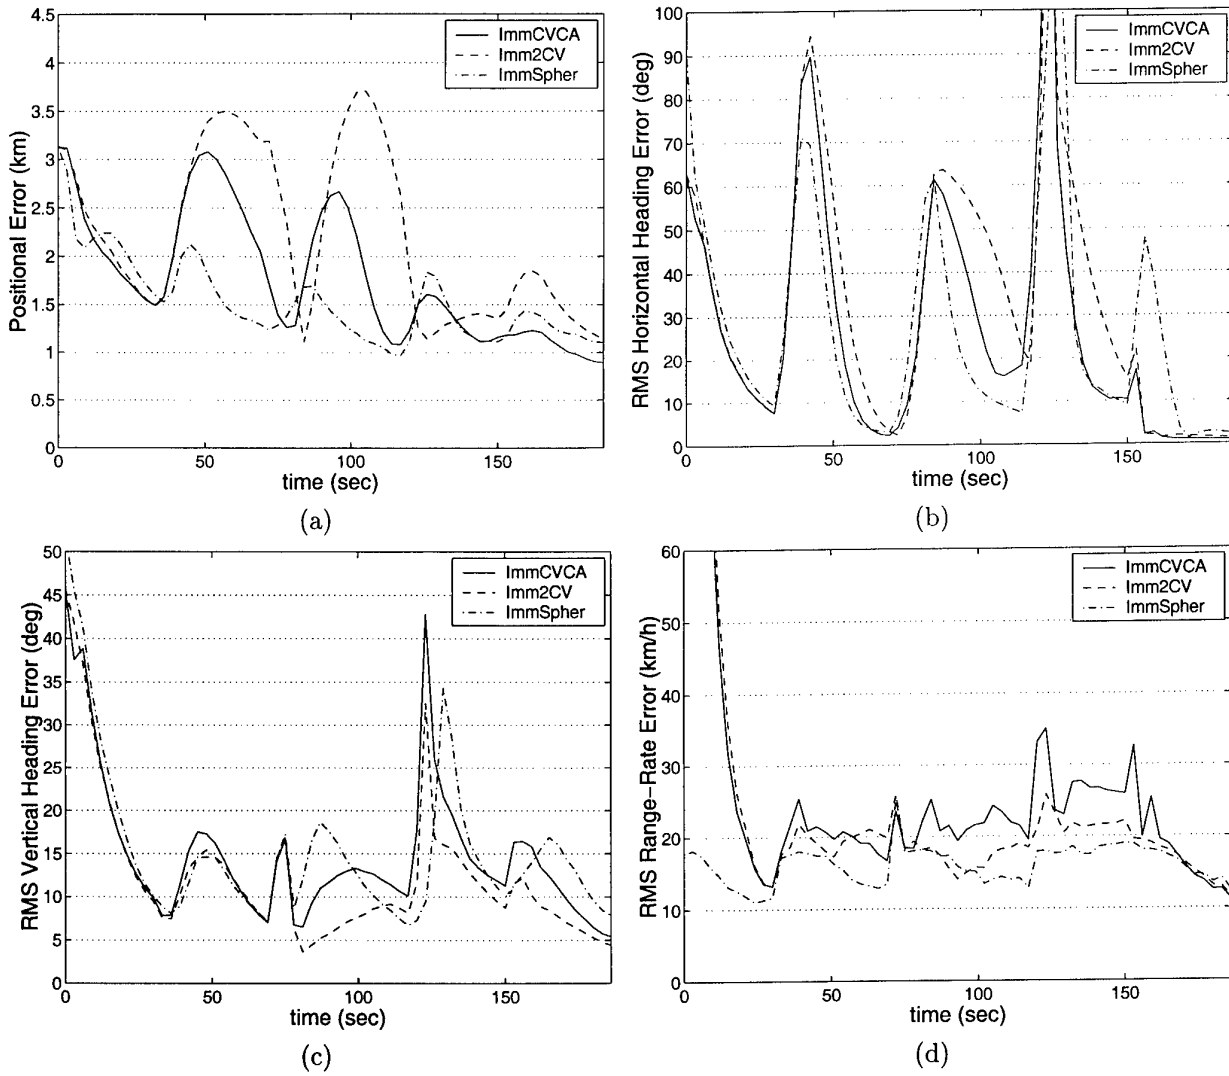 4.5
4
3.5
3
2.5
2
1.5
1
0.5
0
0
50
100
150
Positional Error (km)
time (sec)
ImmCVCA
Imm2CV
ImmSpher
(a)
100
90
80
70
60
50
40
30
20
10
0
0
50
100
150
RMS Horizontal Heading Error (deg)
time (sec)
ImmCVCA
Imm2CV
ImmSpher
(b)
50
45
40
35
30
25
20
15
10
5
0
0
50
100
150
RMS Vertical Heading Error (deg)
time (sec)
ImmCVCA
Imm2CV
ImmSpher
(c)
60
50
40
30
20
10
0
0
50
100
150
RMS Range-Rate Error (km/h)
time (sec)
ImmCVCA
Imm2CV
ImmSpher
(d)